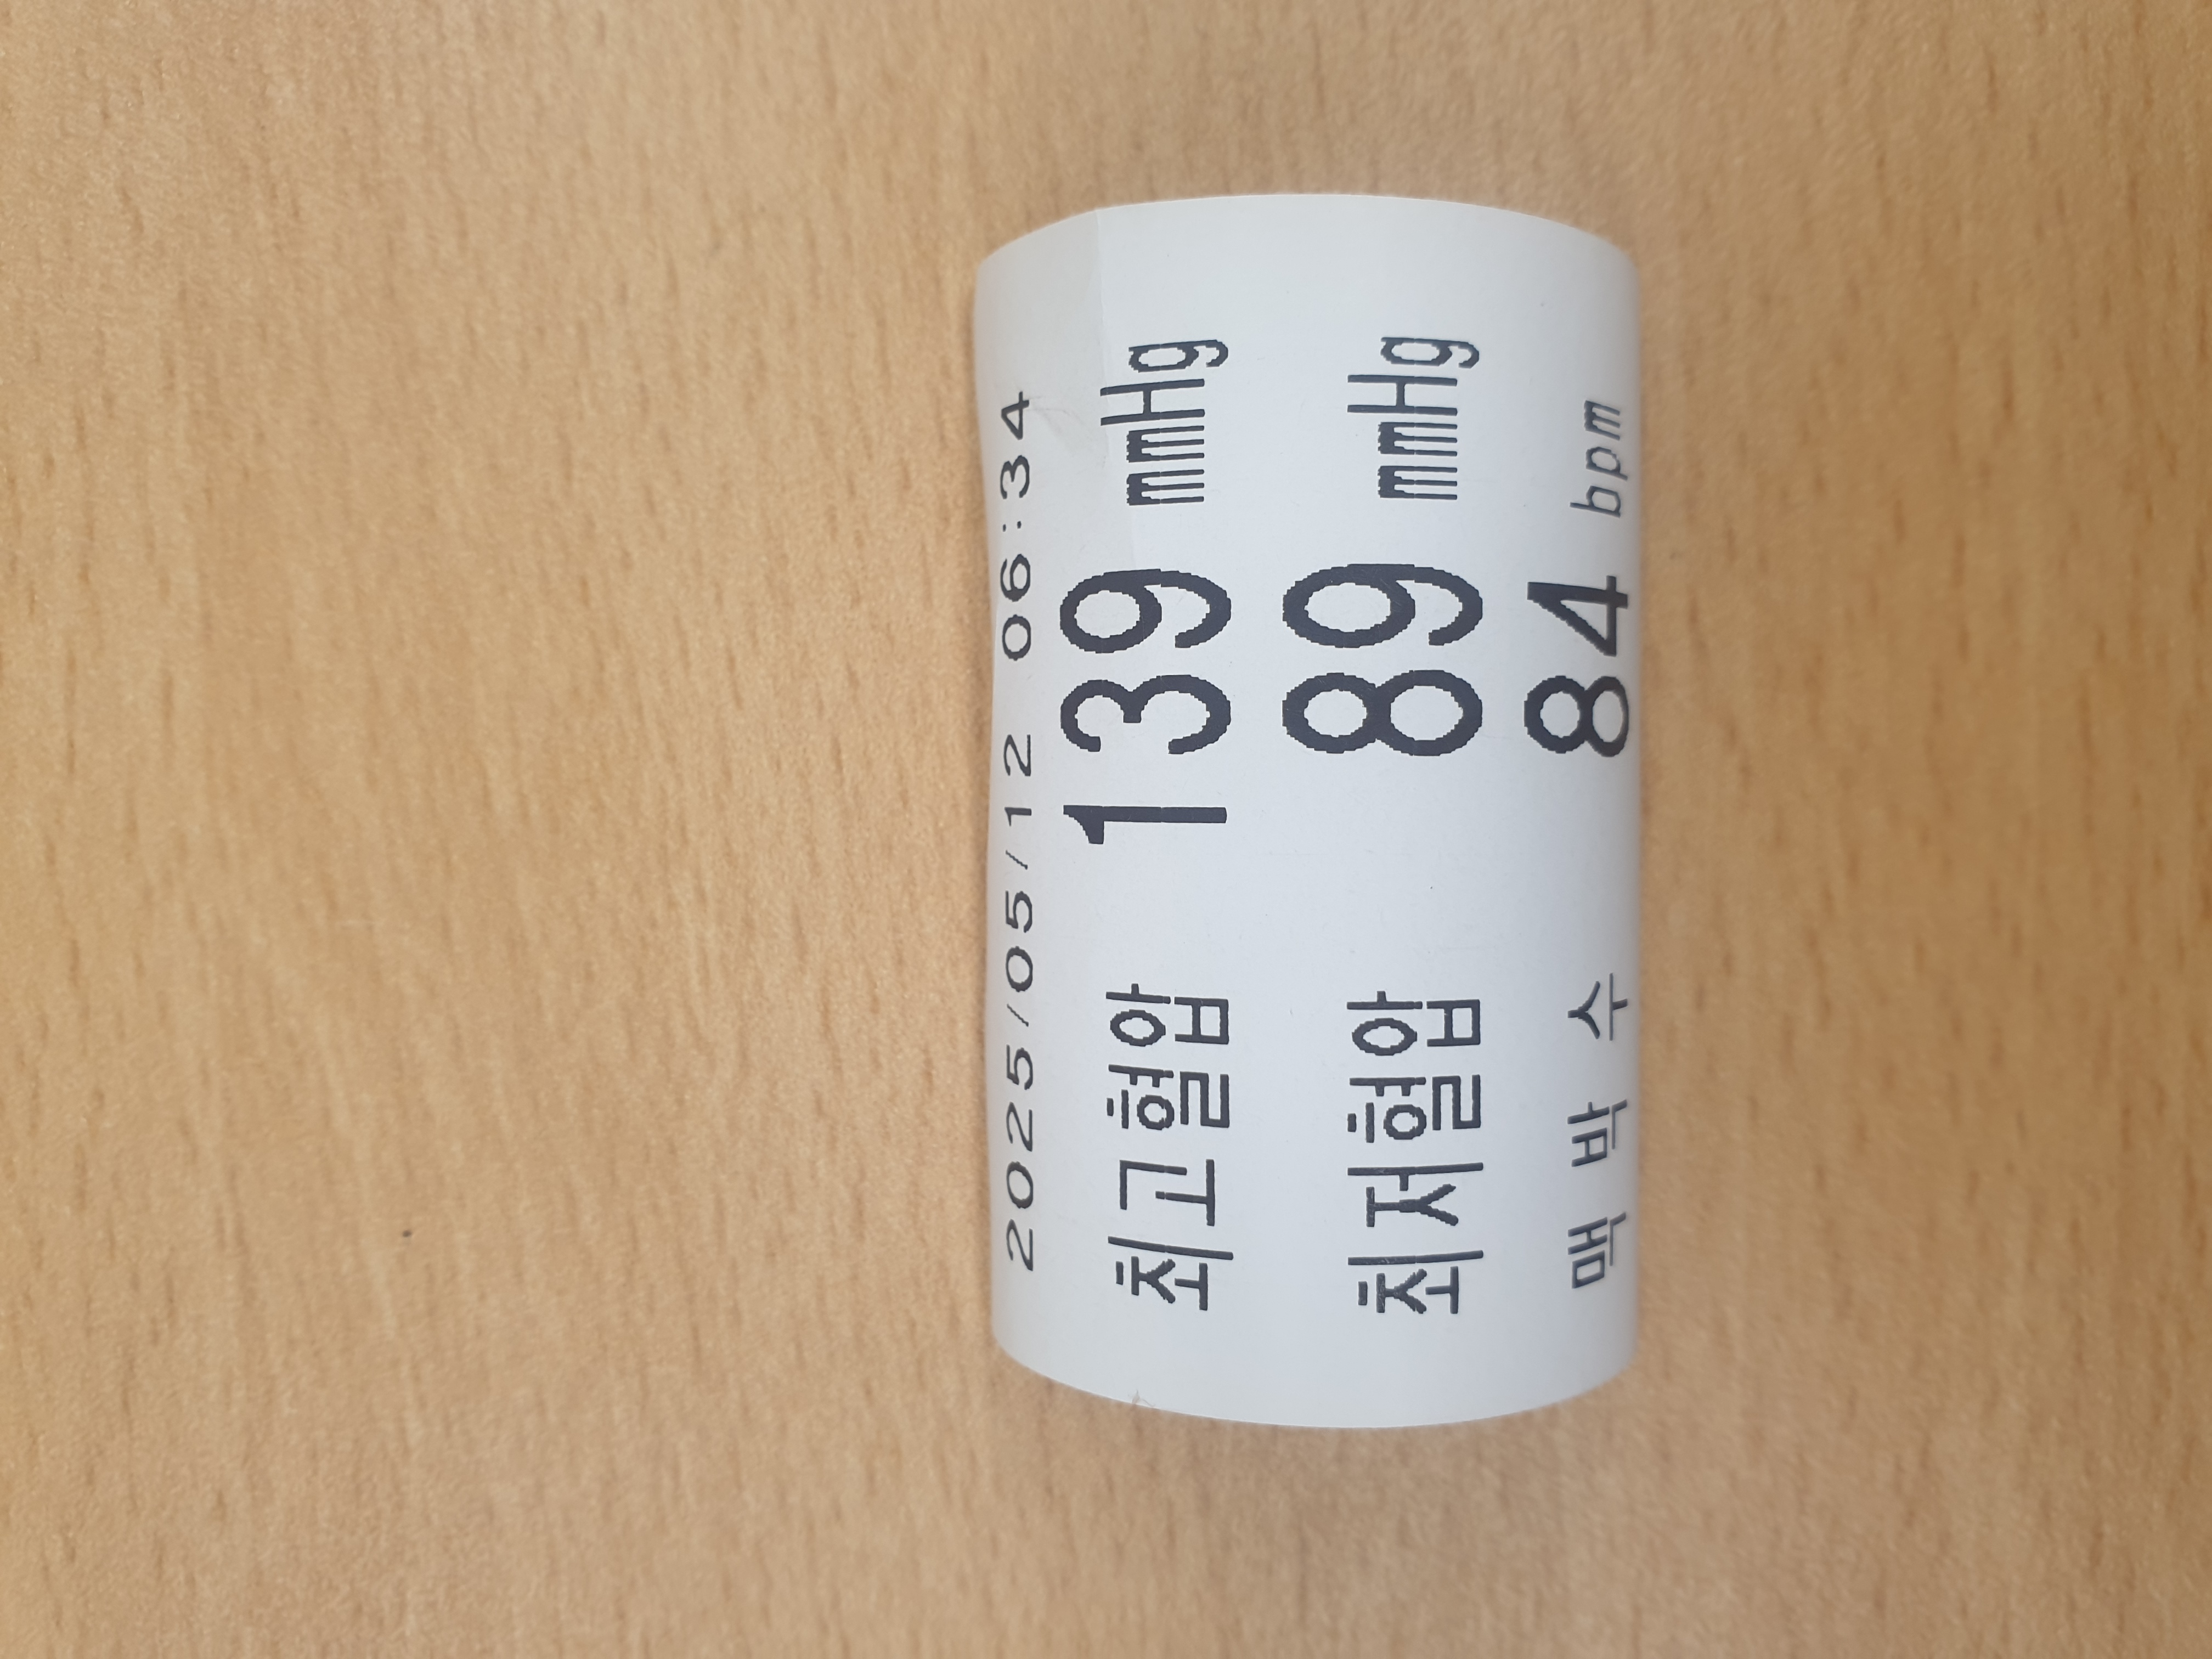 2025/05/12 06:34
최고혈압 139 mmHg
최저혈압 89 mmHg
맥 박 수 84 bpm